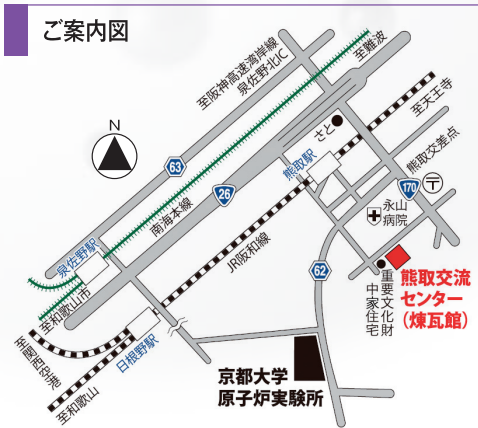 ご案内図
至阪神高速湾岸線
泉佐野北IC
至難波
至天王寺
N
さと
熊取駅
熊取交差点
63
26
170
〒
永山
病院
南海本線
泉佐野駅
JR阪和線
62
重要文化財
中家住宅
熊取交流
センター
(煉瓦館)
至和歌山市
至関西空港
日根野駅
至和歌山
京都大学
原子炉実験所